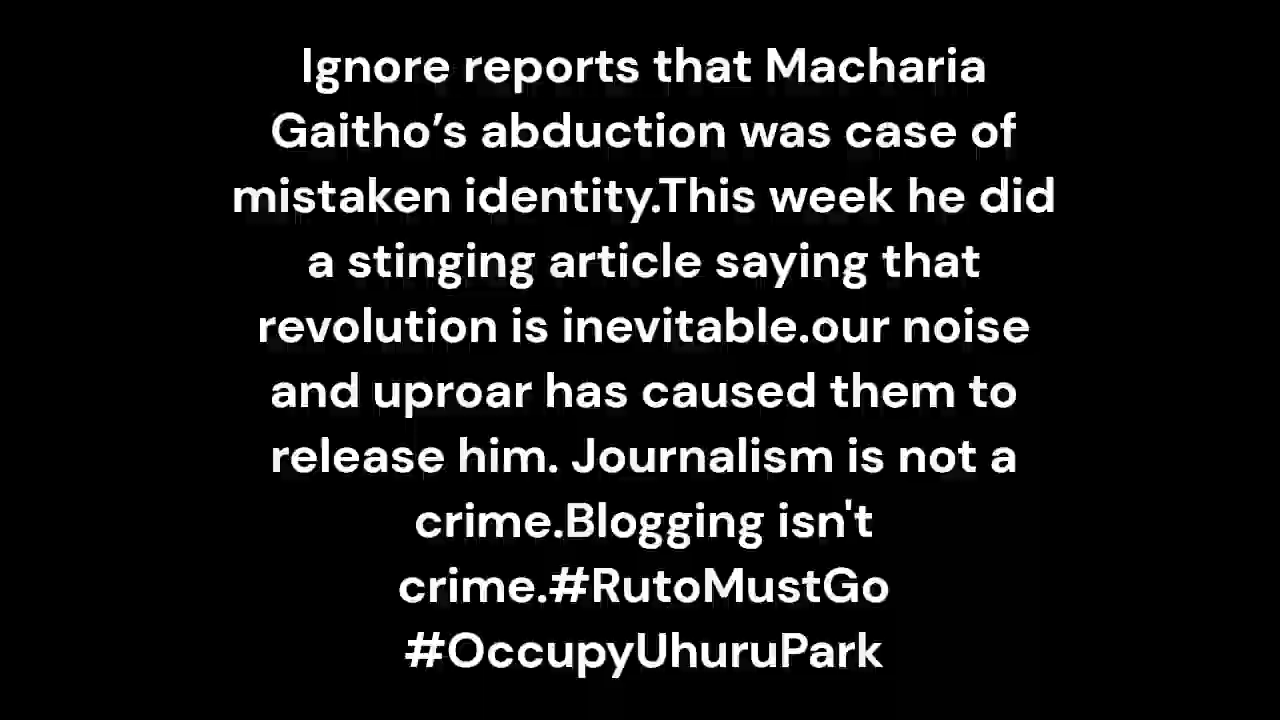 Ignore reports that Macharia
Gaitho’s abduction was case of
mistaken identity.This week he did
a stinging article saying that
revolution is inevitable.our noise
and uproar has caused them to
release him. Journalism is not a
crime.Blogging isn't
crime.#RutoMustGo
#OccupyUhuruPark